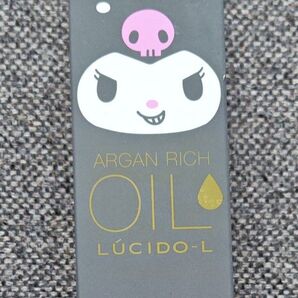 ARGAN RICH
OIL
LÚCIDO-L